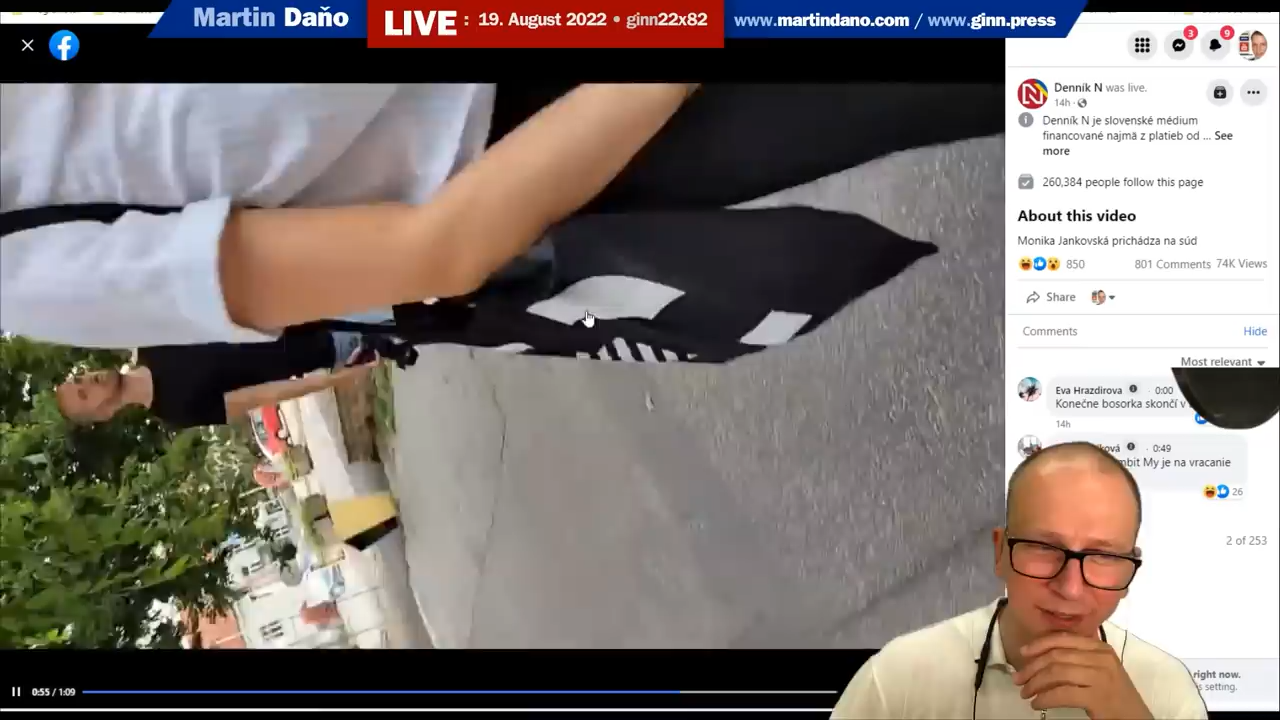 Martin Daňo
LIVE : 19. August 2022 • ginn22x82
www.martindano.com / www.ginn.press
3
9
Denník N was live.
14h ·
Denník N je slovenské médium
financované najmä z platieb od ... See
more
260,384 people follow this page
About this video
Monika Jankovská prichádza na súd
850
801 Comments 74K Views
Share
Comments
Hide
Most relevant
Eva Hrazdirova · 0:00
Konečne bosorka skončí v
14h
· 0:49
My je na vracanie
26
2 of 253
right now.
setting.
0:55 / 1:09